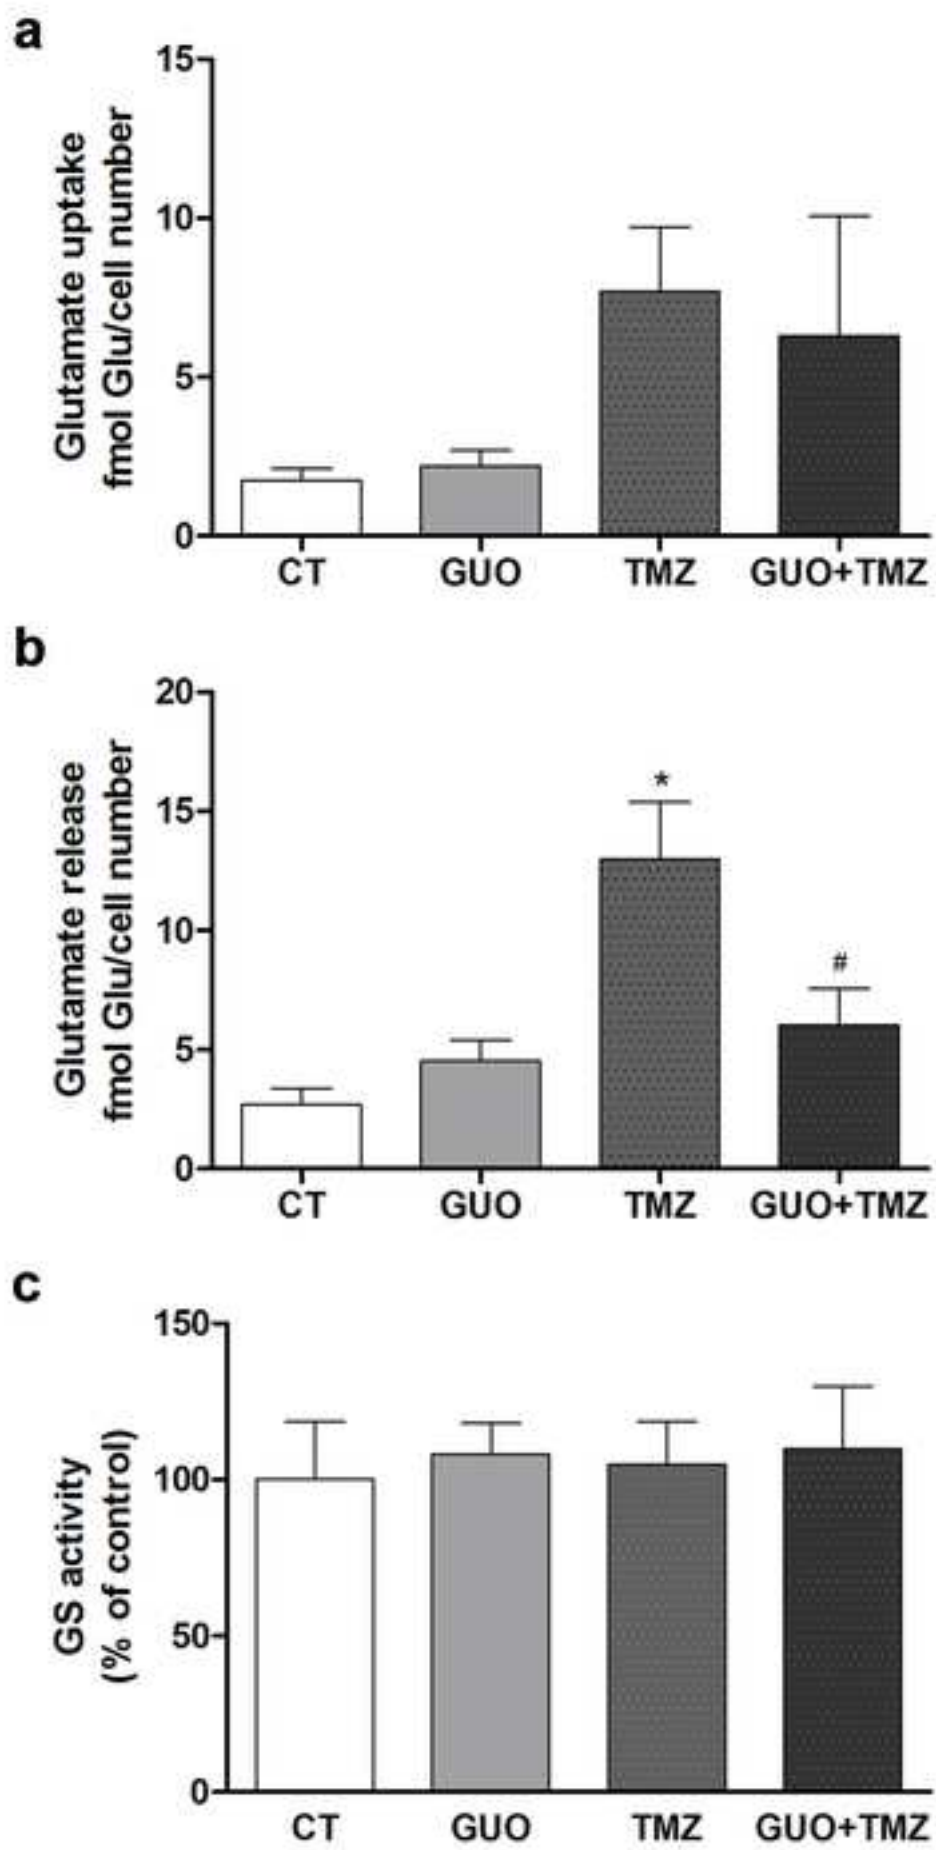 a
Glutamate uptake
fmol Glu/cell number
15
10
5
0
CT GUO TMZ GUO+TMZ
b
Glutamate release
fmol Glu/cell number
20
15
10
5
0
*
#
CT GUO TMZ GUO+TMZ
c
GS activity
(% of control)
150
100
50
0
CT GUO TMZ GUO+TMZ